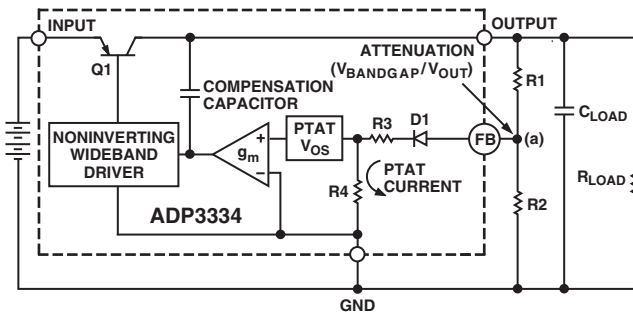 INPUT
OUTPUT
Q1
COMPENSATION
CAPACITOR
ATTENUATION
(VBANDGAP/VOUT)
R1
CLOAD
RLOAD
NONINVERTING
WIDEBAND
DRIVER
gm
+
−
PTAT
VOS
R3
D1
FB
(a)
R4
PTAT
CURRENT
R2
ADP3334
GND